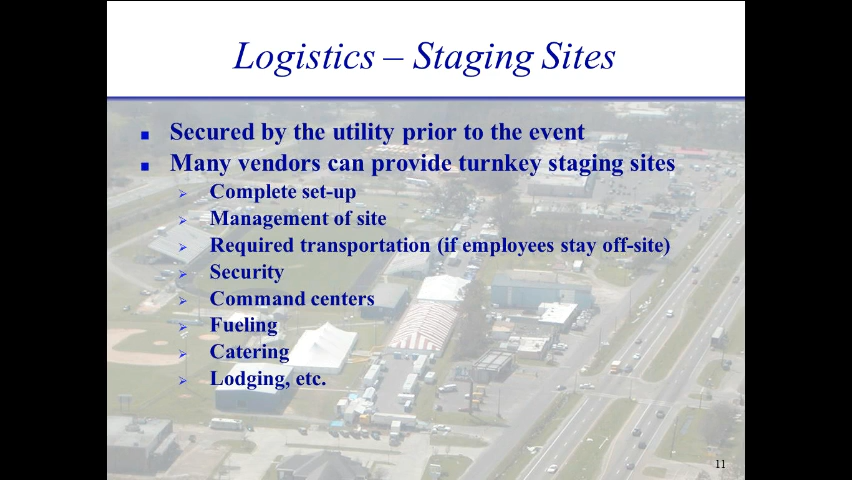 Logistics – Staging Sites
Secured by the utility prior to the event
Many vendors can provide turnkey staging sites
Complete set-up
Management of site
Required transportation (if employees stay off-site)
Security
Command centers
Fueling
Catering
Lodging, etc.
11